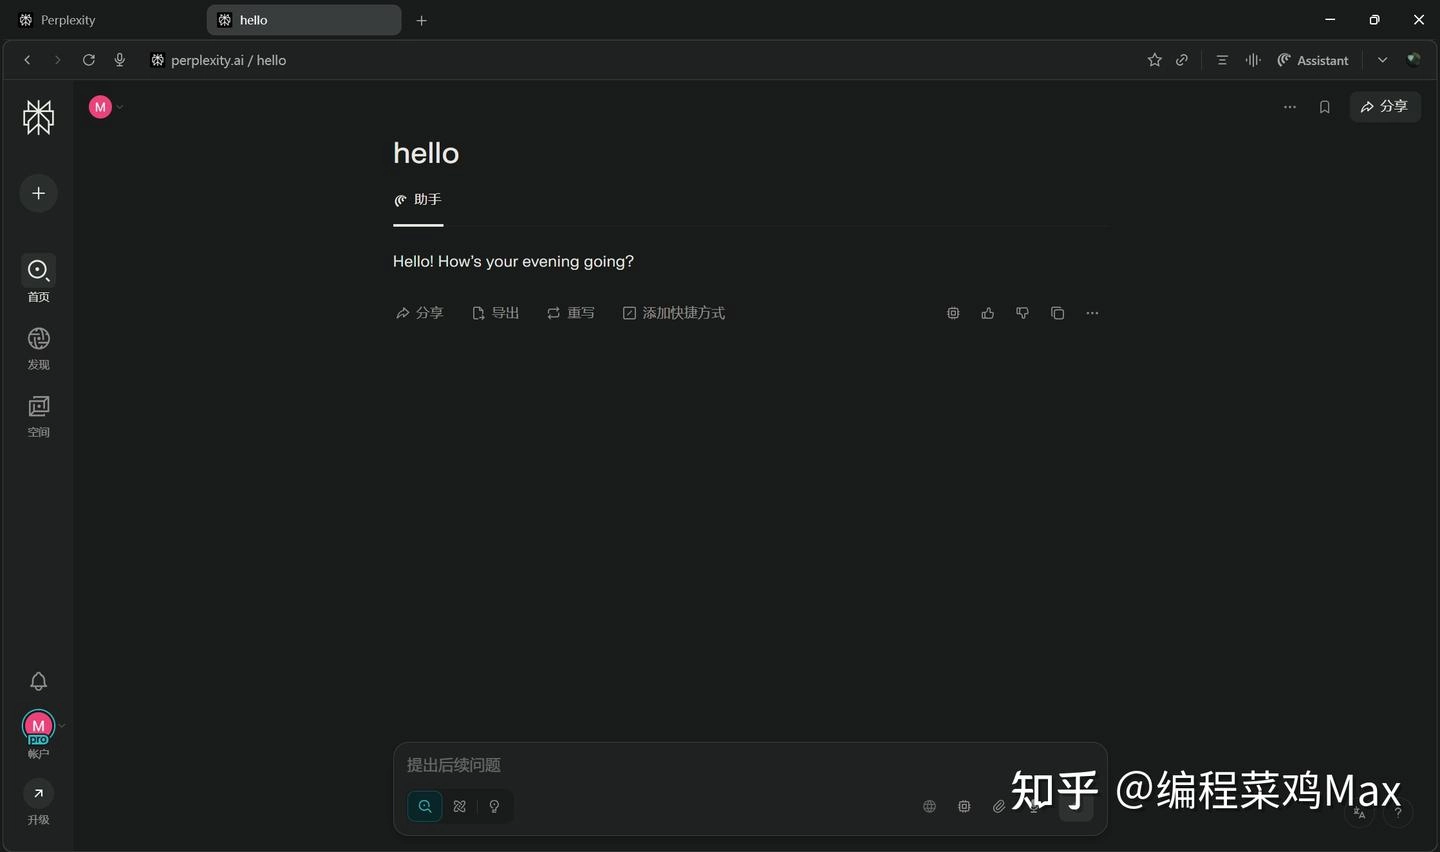 Perplexity
hello
perplexity.ai / hello
Assistant
M
分享
hello
助手
Hello! How's your evening going?
分享
导出
重写
添加快捷方式
首页
发现
空间
M
pro
帐户
升级
提出后续问题
知乎 @编程菜鸡Max